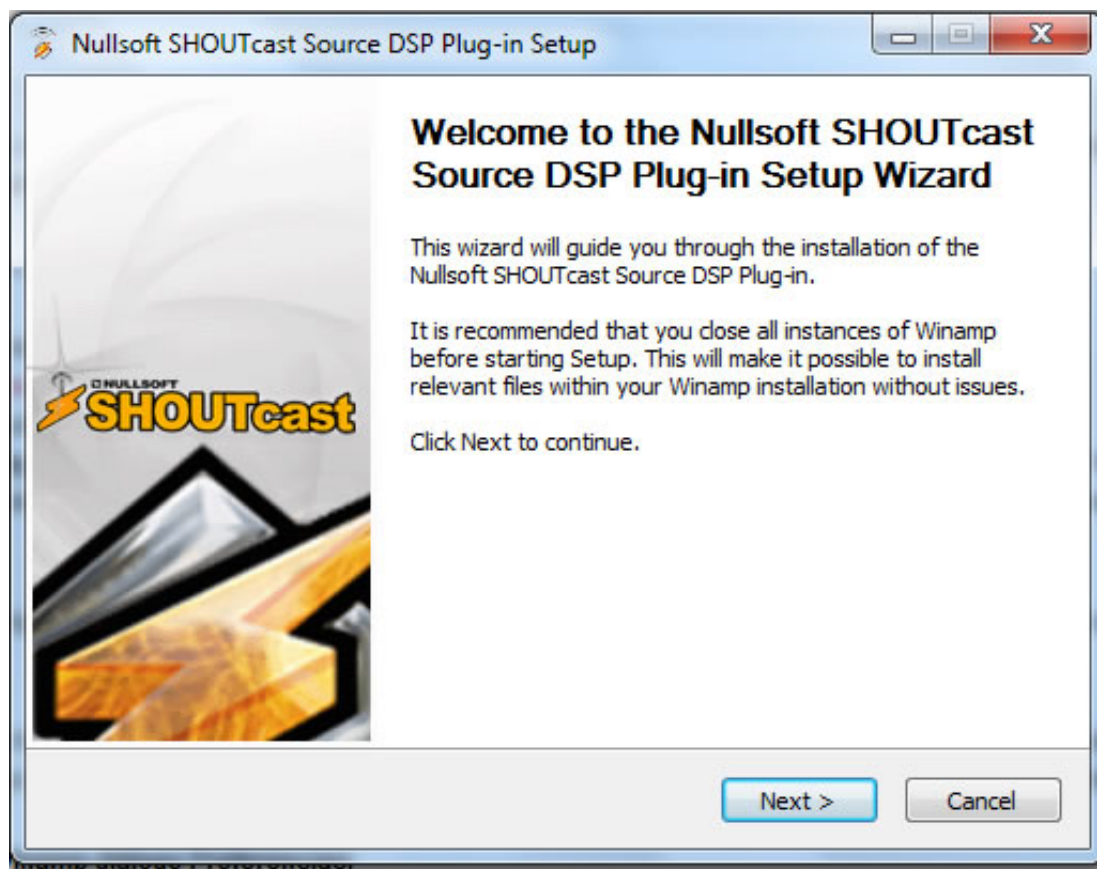 Nullsoft SHOUTcast Source DSP Plug-in Setup
Welcome to the Nullsoft SHOUTcast
Source DSP Plug-in Setup Wizard
This wizard will guide you through the installation of the
Nullsoft SHOUTcast Source DSP Plug-in.
It is recommended that you close all instances of Winamp
before starting Setup. This will make it possible to install
relevant files within your Winamp installation without issues.
Click Next to continue.
NULLSOFT
SHOUTcast
Next >
Cancel